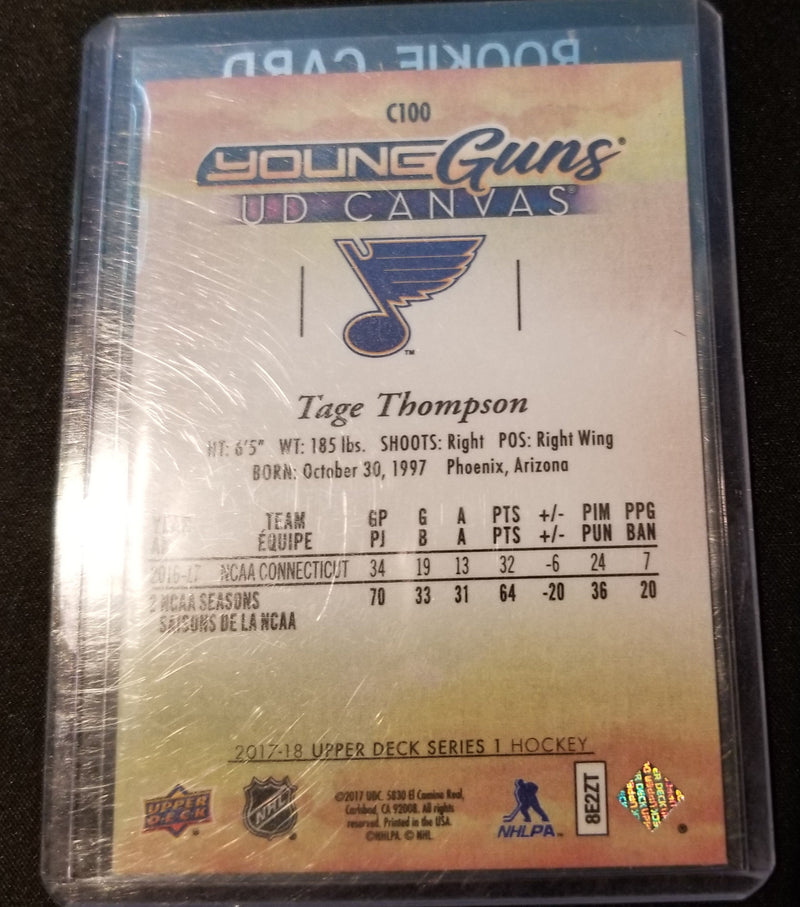 ROOKIE CARD
C100
YOUNG Guns®
UD CANVAS®
TM
Tage Thompson
HT: 6'5" WT: 185 lbs. SHOOTS: Right POS: Right Wing
BORN: October 30, 1997 Phoenix, Arizona
YEAR TEAM GP G A PTS +/- PIM PPG
ÉQUIPE PJ B A PTS +/- PUN BAN
2016-17 NCAA CONNECTICUT 34 19 13 32 -6 24 7
2 NCAA SEASONS 70 33 31 64 -20 36 20
SAISONS DE LA NCAA
2017-18 UPPER DECK SERIES 1 HOCKEY
UPPER DECK®
NHL®
©2017 UDC. 5830 El Camino Real,
Carlsbad, CA 92008. All rights
reserved. Printed in the USA.
©NHLPA. © NHL.
NHLPA™
8E2ZT
®